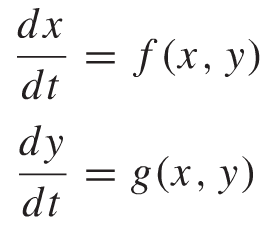 dx/dt = f(x, y)
dy/dt = g(x, y)